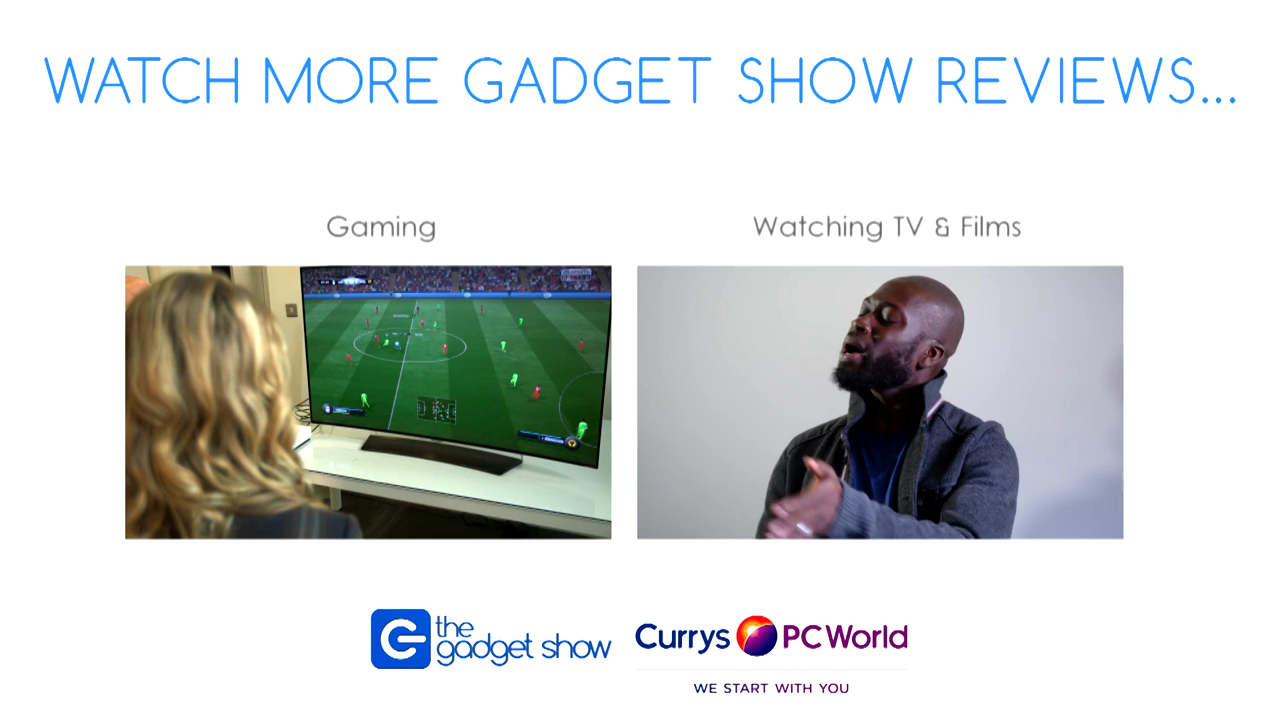 WATCH MORE GADGET SHOW REVIEWS...
Gaming
Watching TV & Films
the
gadget show
Currys PC World
WE START WITH YOU